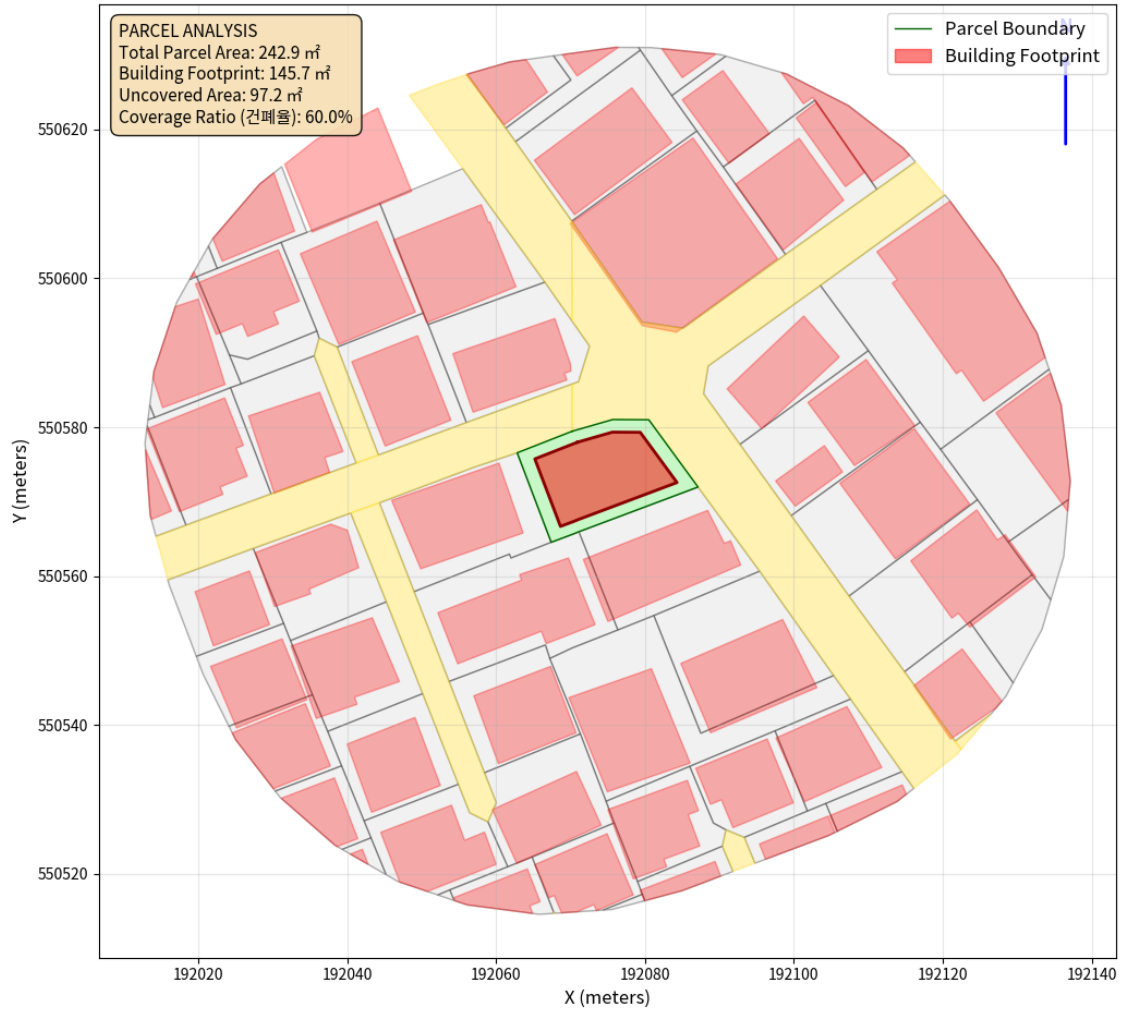 PARCEL ANALYSIS
Total Parcel Area: 242.9 ㎡
Building Footprint: 145.7 ㎡
Uncovered Area: 97.2 ㎡
Coverage Ratio (건폐율): 60.0%
Parcel Boundary
Building Footprint
N
550620
550600
550580
550560
550540
550520
Y (meters)
192020
192040
192060
192080
192100
192120
192140
X (meters)